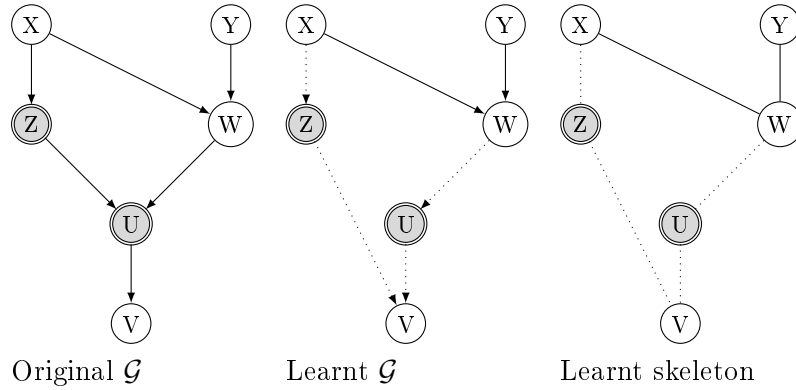 X Y X Y X Y
Z W Z W Z W
U U U
V V V
Original 𝒢 Learnt 𝒢 Learnt skeleton